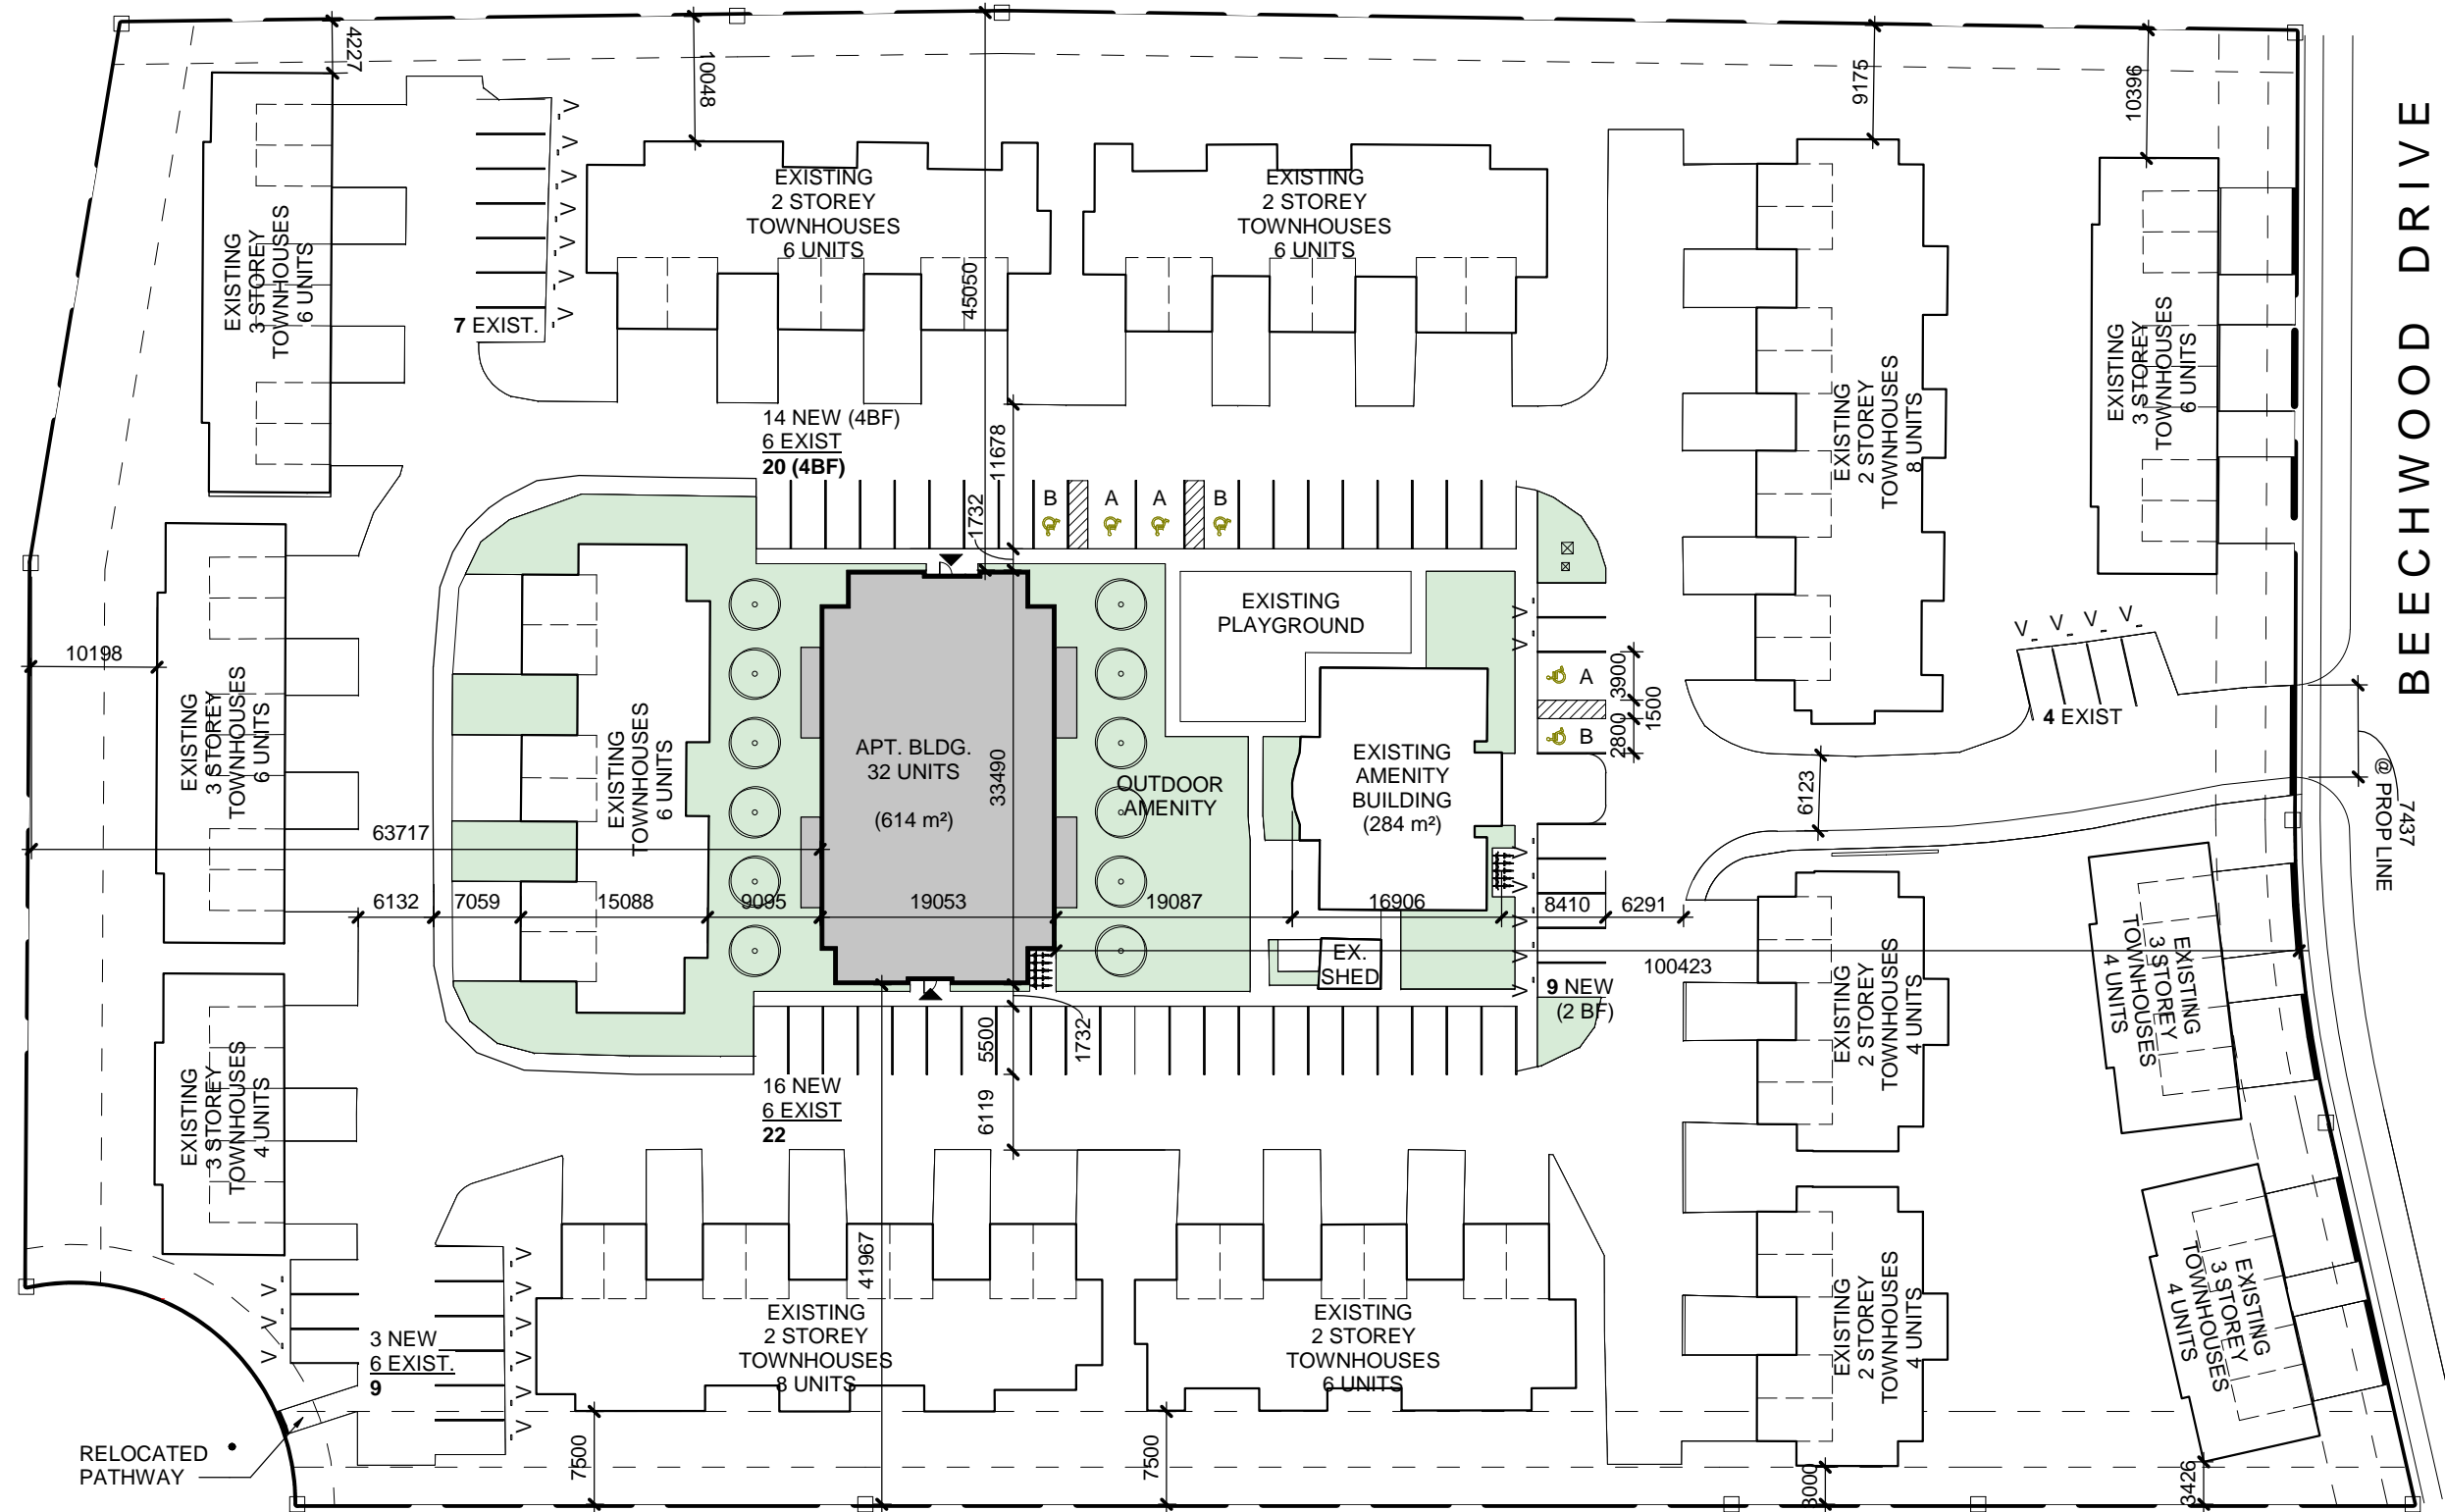 42227
10048
9175
10396
BEECHWOOD DRIVE
EXISTING
3 STOREY
TOWNHOUSES
6 UNITS
7 EXIST.
V
V
V
V
V
V
V
EXISTING
2 STOREY
TOWNHOUSES
6 UNITS
45050
EXISTING
2 STOREY
TOWNHOUSES
6 UNITS
EXISTING
2 STOREY
TOWNHOUSES
8 UNITS
EXISTING
3 STOREY
TOWNHOUSES
6 UNITS
14 NEW (4BF)
6 EXIST
20 (4BF)
11678
1732
B A A B
EXISTING
PLAYGROUND
V
V
A
B
3900
1500
2800
V V V V
4 EXIST
7437
@ PROP LINE
6123
10198
EXISTING
3 STOREY
TOWNHOUSES
6 UNITS
63717
EXISTING
TOWNHOUSES
6 UNITS
APT. BLDG.
32 UNITS
(614 m²)
33490
OUTDOOR
AMENITY
EXISTING
AMENITY
BUILDING
(284 m²)
V
V
V
V
V
6132 7059 15088 9095 19053 19087 16906 8410 6291
100423
EX.
SHED
9 NEW
(2 BF)
EXISTING
3 STOREY
TOWNHOUSES
4 UNITS
16 NEW
6 EXIST
22
5500
1732
6119
EXISTING
2 STOREY
TOWNHOUSES
4 UNITS
EXISTING
3 STOREY
TOWNHOUSES
4 UNITS
V
V
V
3 NEW
6 EXIST.
9
V
V
V
V
V
V
41967
EXISTING
2 STOREY
TOWNHOUSES
8 UNITS
EXISTING
2 STOREY
TOWNHOUSES
6 UNITS
EXISTING
2 STOREY
TOWNHOUSES
4 UNITS
EXISTING
3 STOREY
TOWNHOUSES
4 UNITS
RELOCATED
PATHWAY
7500
7500
3000
3426